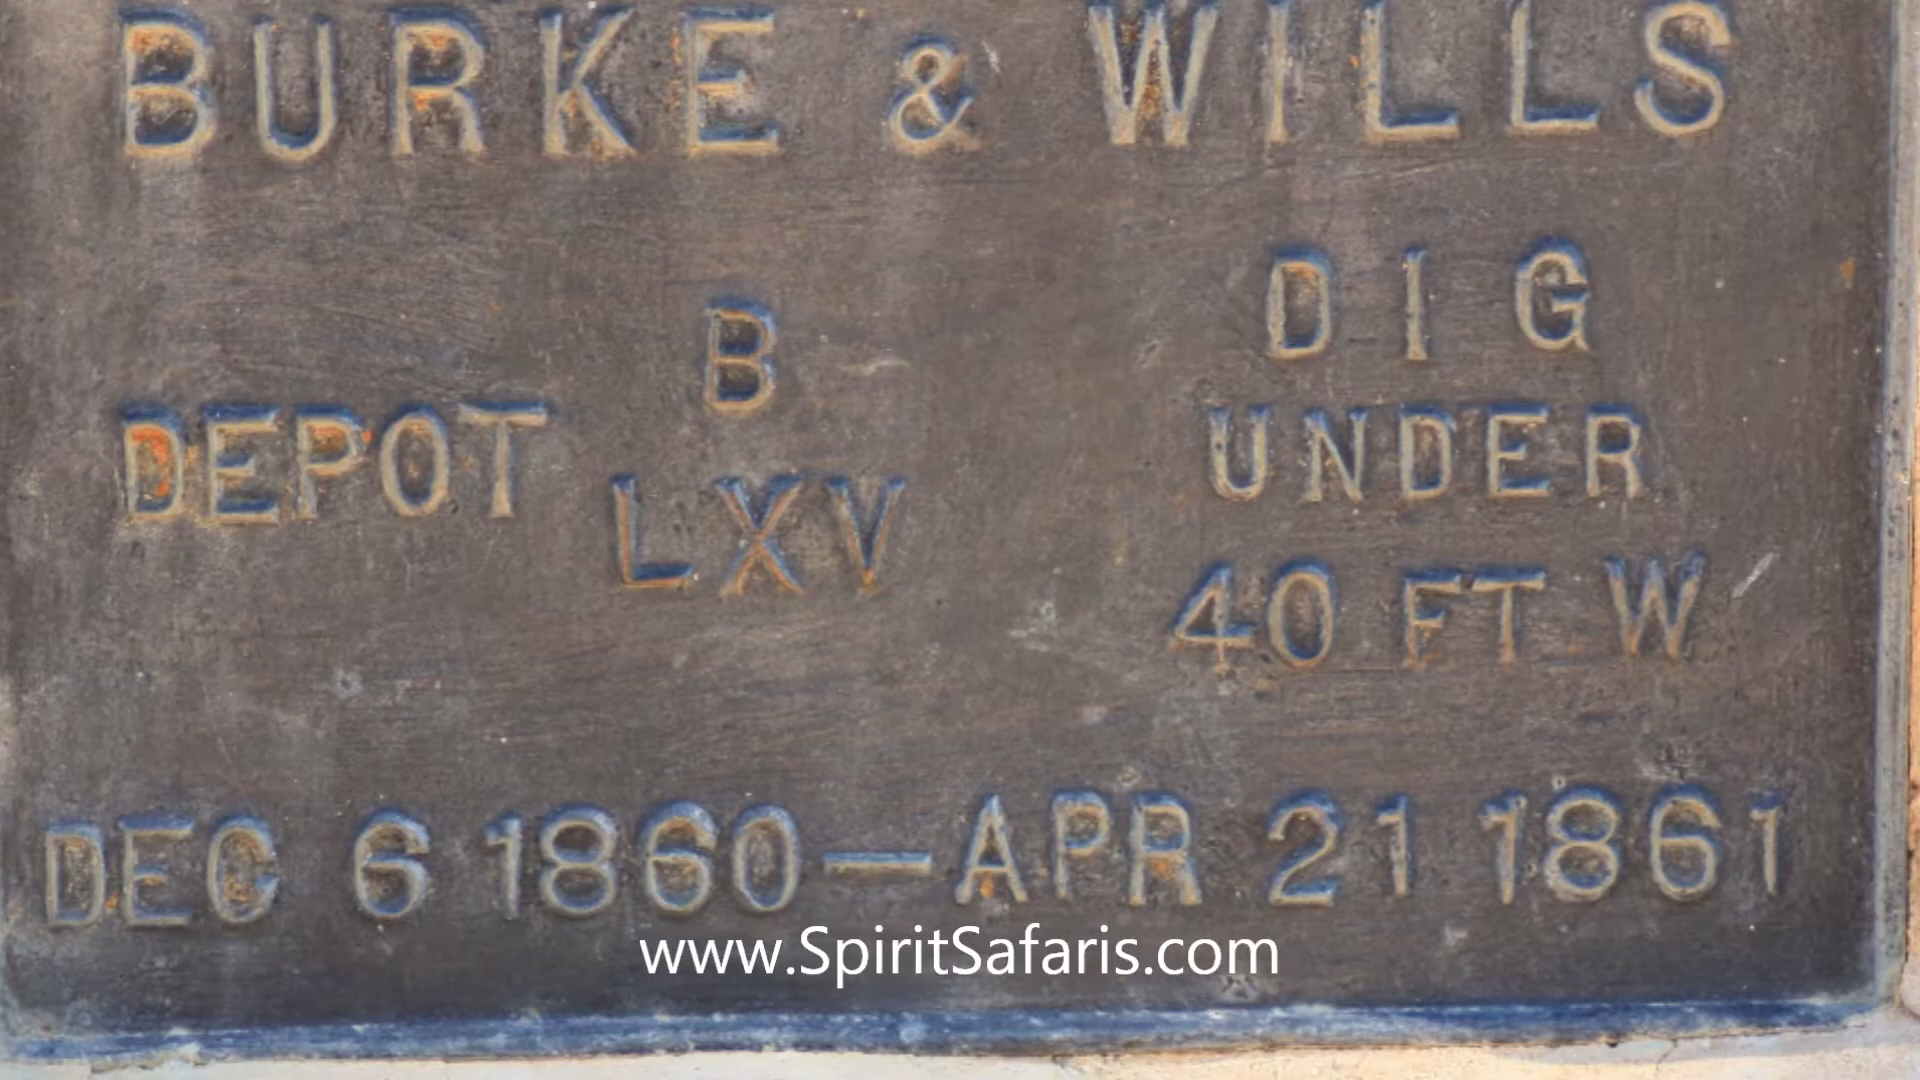 BURKE & WILLS
DEPOT
B
LXV
DIG
UNDER
40 FT W
DEC 6 1860—APR 21 1861
www.SpiritSafaris.com